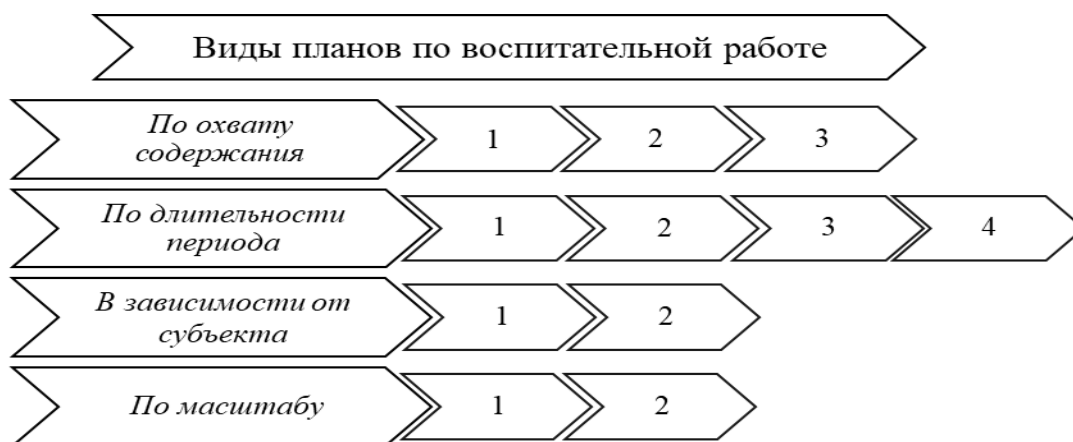 Виды планов по воспитательной работе
По охвату
содержания
1 2 3
По длительности
периода
1 2 3 4
В зависимости от
субъекта
1 2
По масштабу
1 2